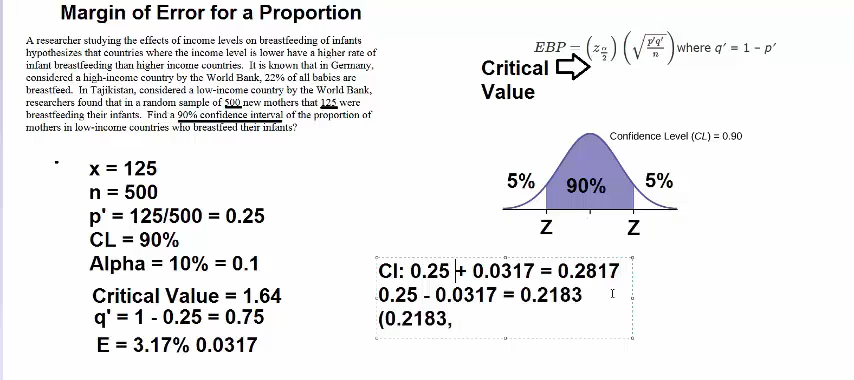 Margin of Error for a Proportion
A researcher studying the effects of income levels on breastfeeding of infants
hypothesizes that countries where the income level is lower have a higher rate of
infant breastfeeding than higher income countries. It is known that in Germany,
considered a high-income country by the World Bank, 22% of all babies are
breastfeed. In Tajikistan, considered a low-income country by the World Bank,
researchers found that in a random sample of 500 new mothers that 125 were
breastfeeding their infants. Find a 90% confidence interval of the proportion of
mothers in low-income countries who breastfeed their infants?
EBP = (z α/2) (√ p′q′/n) where q′ = 1 - p′
Critical
Value
Confidence Level (CL) = 0.90
5% 90% 5%
Z Z
x = 125
n = 500
p' = 125/500 = 0.25
CL = 90%
Alpha = 10% = 0.1
Critical Value = 1.64
q' = 1 - 0.25 = 0.75
E = 3.17% 0.0317
CI: 0.25 + 0.0317 = 0.2817
0.25 - 0.0317 = 0.2183
(0.2183,